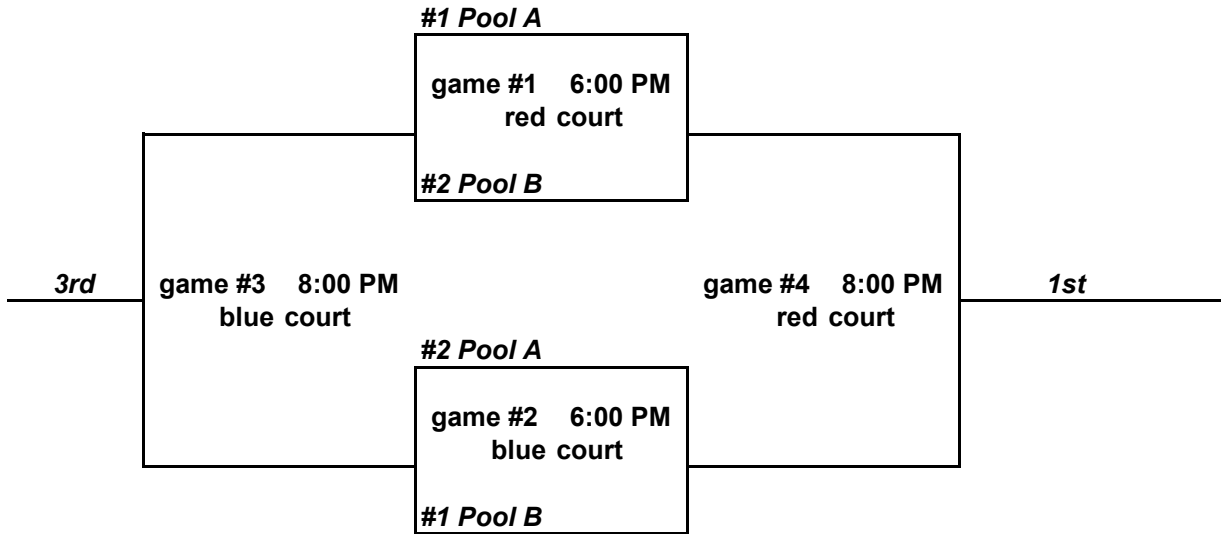 #1 Pool A
game #1 6:00 PM
red court
#2 Pool B
3rd
game #3 8:00 PM
blue court
game #4 8:00 PM
red court
1st
#2 Pool A
game #2 6:00 PM
blue court
#1 Pool B